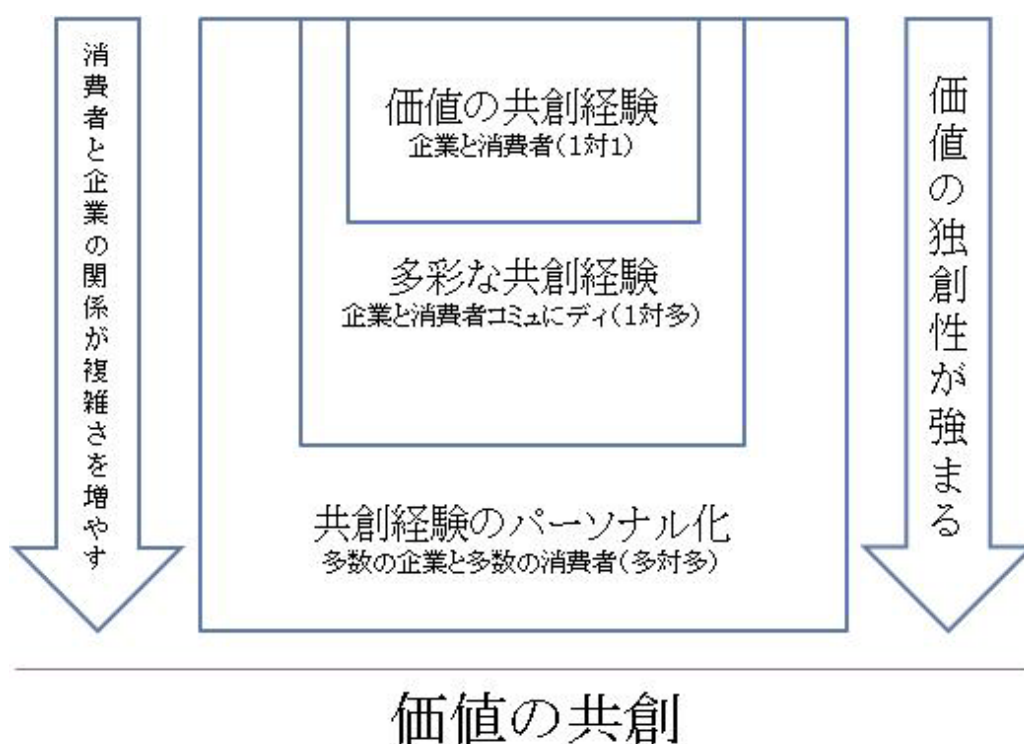 消費者と企業の関係が複雑さを増やす
価値の共創経験
企業と消費者(1対1)
多彩な共創経験
企業と消費者コミュにディ(1対多)
共創経験のパーソナル化
多数の企業と多数の消費者(多対多)
価値の独創性が強まる
価値の共創